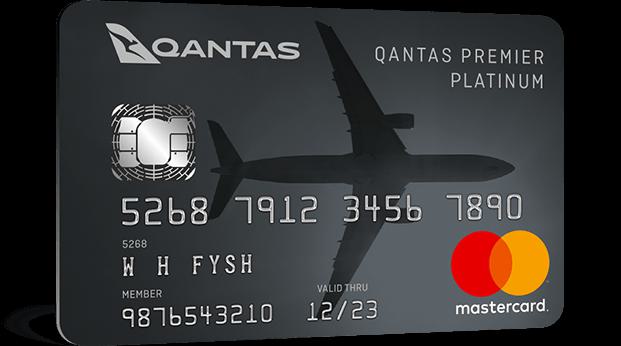 QANTAS
QANTAS PREMIER
PLATINUM
5268 7912 3456 7890
5268
W H FYSH
MEMBER
VALID THRU
9876543210
12/23
mastercard.